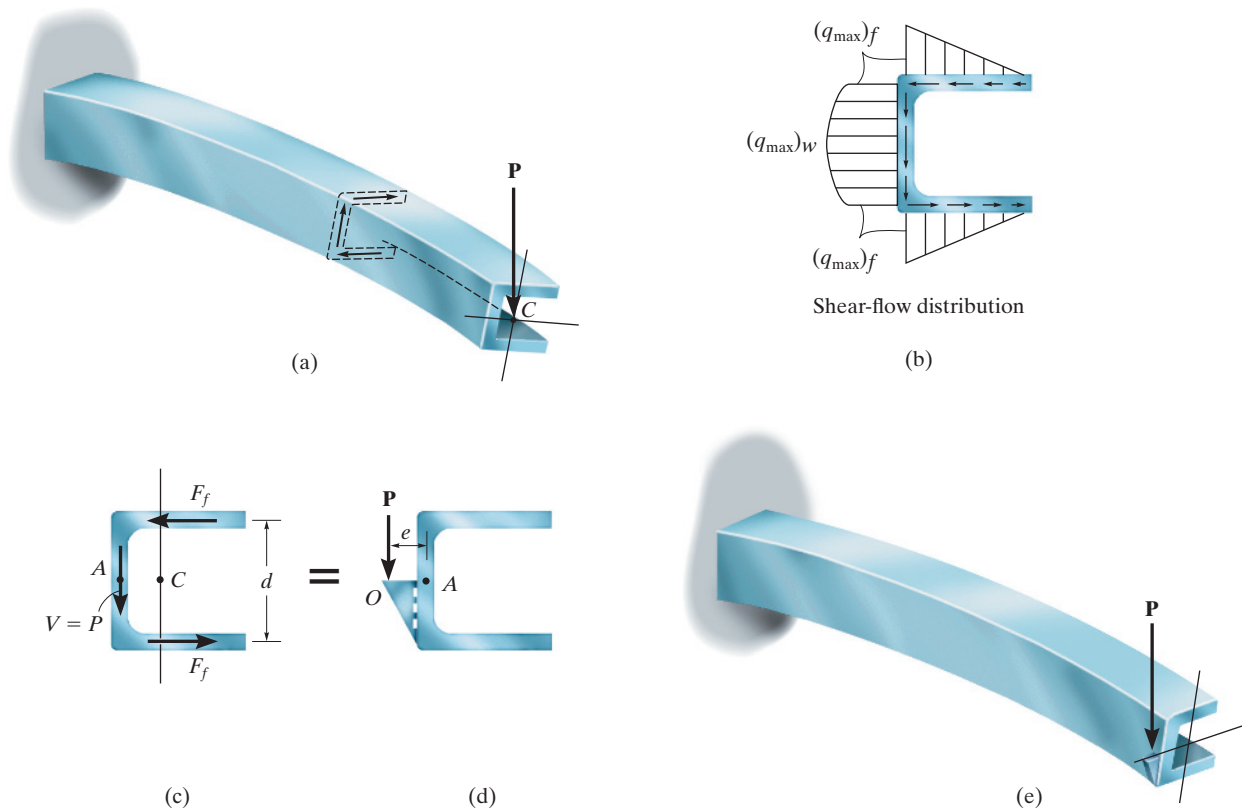 P
C
(a)
(q_max)_f
(q_max)_w
(q_max)_f
Shear-flow distribution
(b)
F_f
A
C
d
V = P
F_f
(c)
=
P
e
A
O
(d)
P
(e)